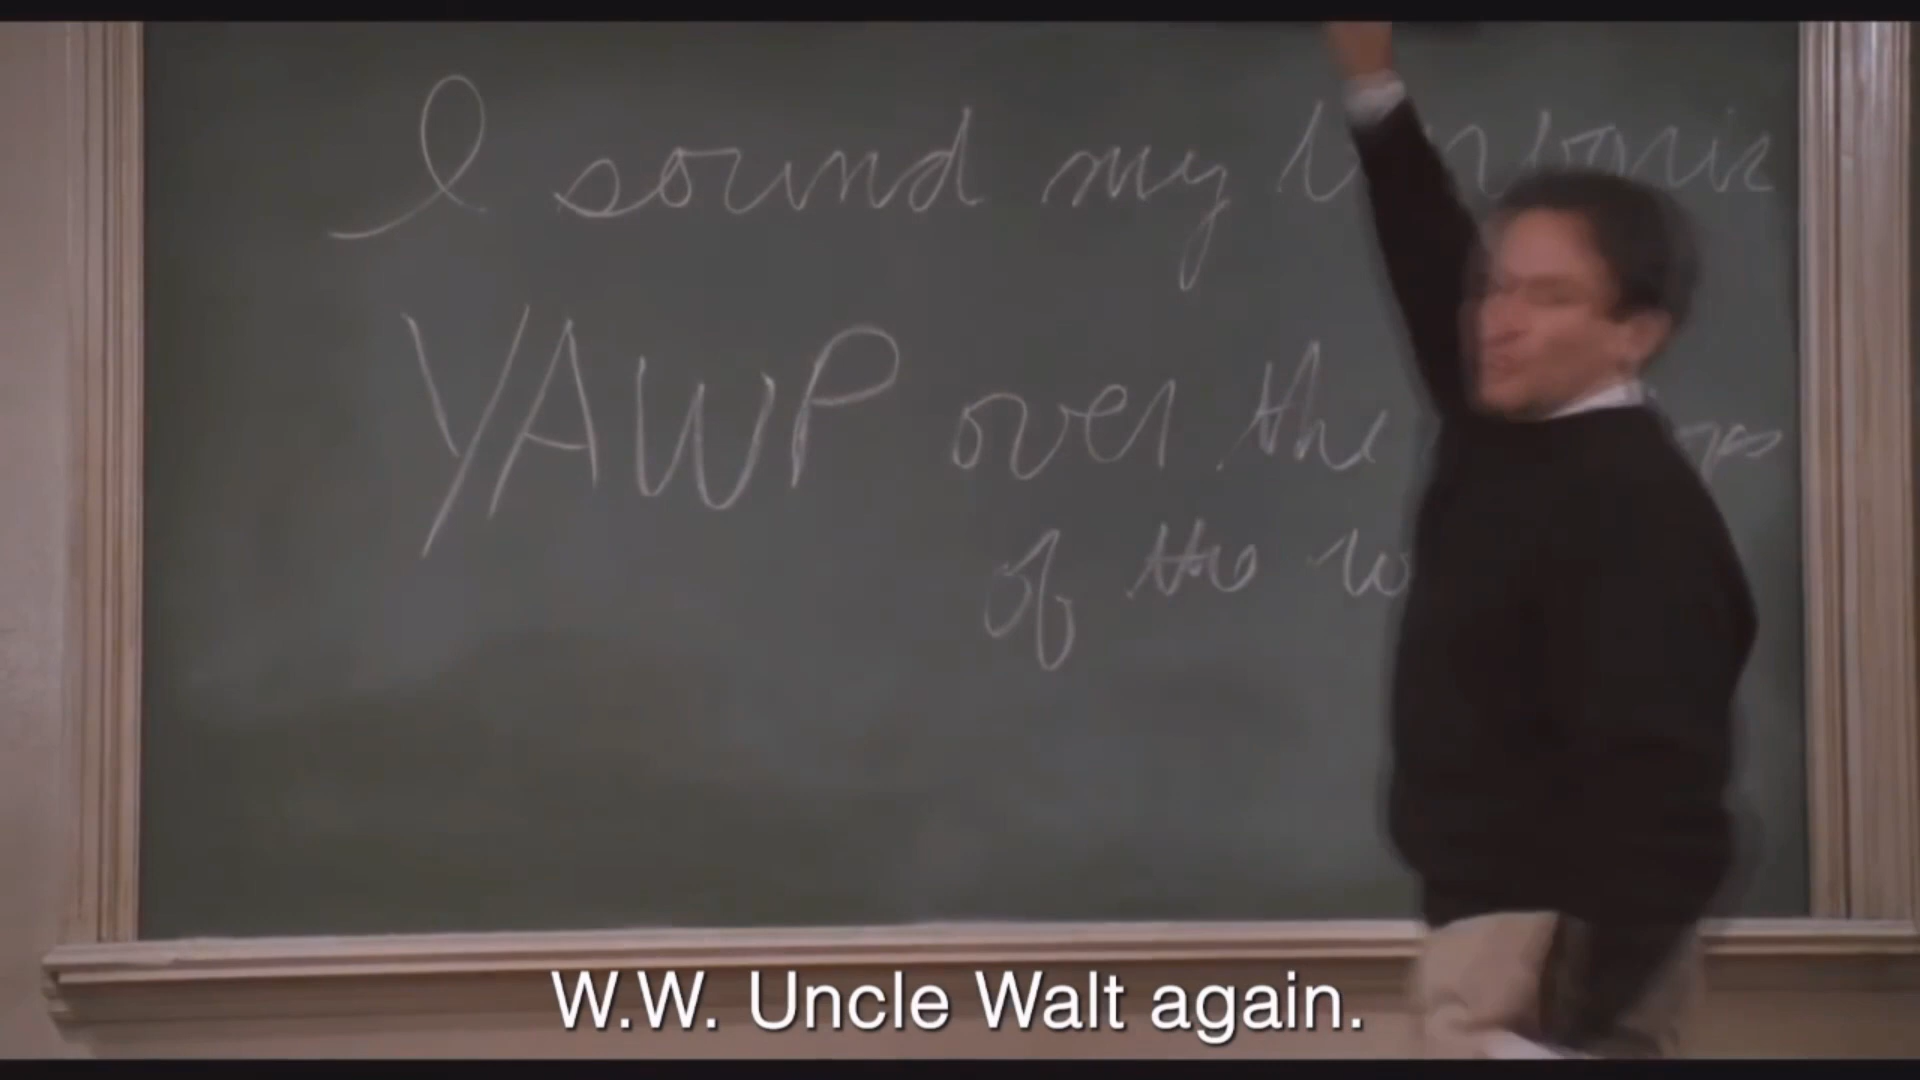 I sound my
YAWP over the
of the
W.W. Uncle Walt again.